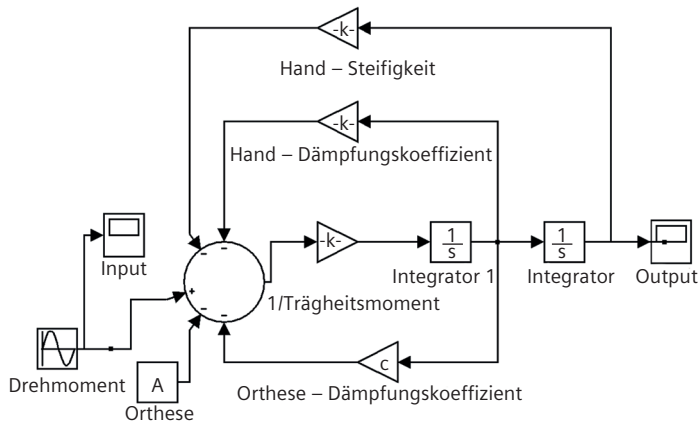 -k-
Hand – Steifigkeit
-k-
Hand – Dämpfungskoeffizient
Input
-k-
1/Trägheitsmoment
1
s
Integrator 1
1
s
Integrator
Output
Drehmoment
A
Orthese
c
Orthese – Dämpfungskoeffizient